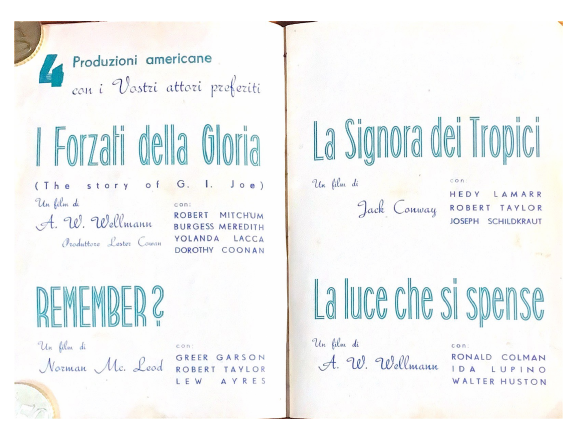 4 Produzioni americane
con i Vostri attori preferiti
I Forzati della Gloria
(The story of G. I. Joe)
Un film di
A. W. Wellmann
Produttore Lester Cowan
con:
ROBERT MITCHUM
BURGESS MEREDITH
YOLANDA LACCA
DOROTHY COONAN
REMEMBER?
Un film di
Norman Mc. Leod
con:
GREER GARSON
ROBERT TAYLOR
LEW AYRES
La Signora dei Tropici
Un film di
Jack Conway
con:
HEDY LAMARR
ROBERT TAYLOR
JOSEPH SCHILDKRAUT
La luce che si spense
Un film di
A. W. Wellmann
con:
RONALD COLMAN
IDA LUPINO
WALTER HUSTON